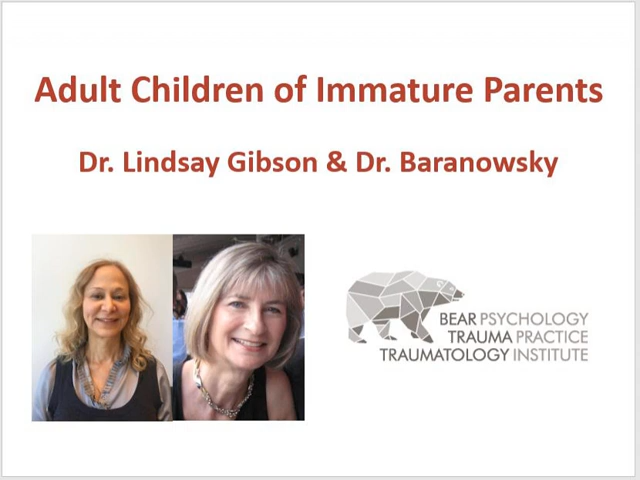 Adult Children of Immature Parents
Dr. Lindsay Gibson & Dr. Baranowsky
BEAR PSYCHOLOGY
TRAUMA PRACTICE
TRAUMATOLOGY INSTITUTE